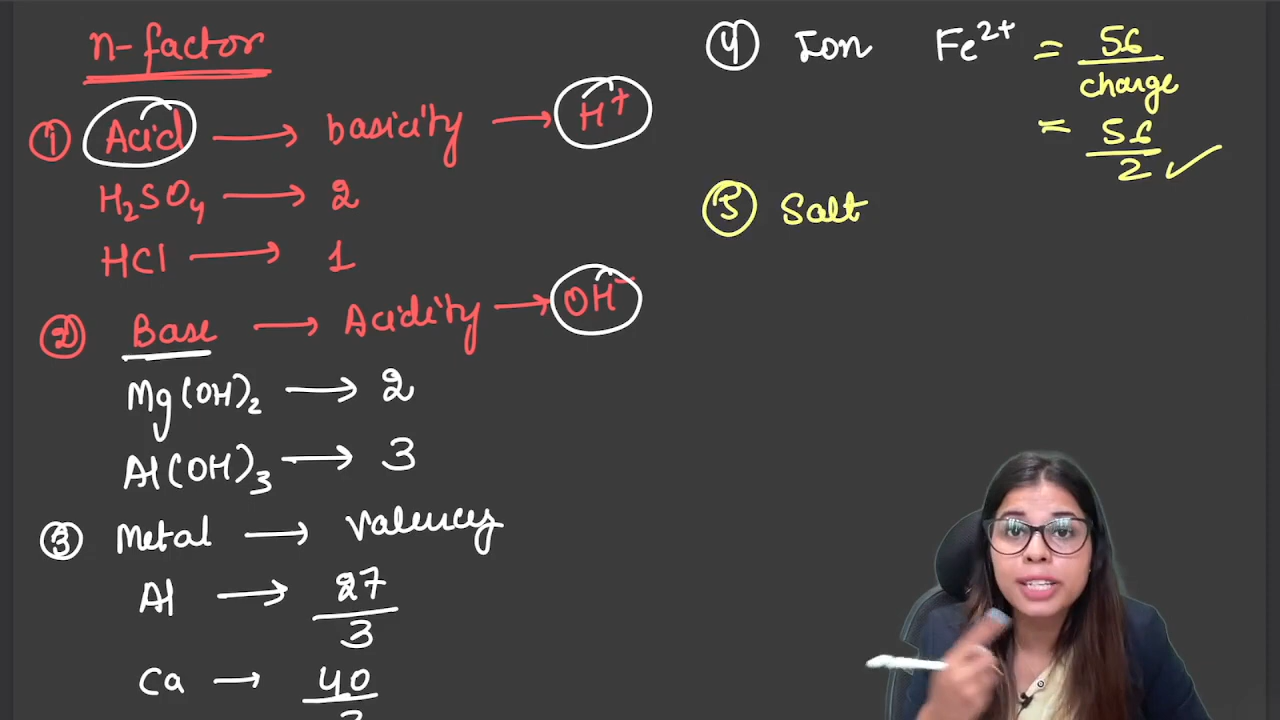 n-factor
① Acid → basicity → H⁺
H₂SO₄ → 2
HCl → 1
② Base → Acidity → OH⁻
Mg(OH)₂ → 2
Al(OH)₃ → 3
③ Metal → valency
Al → 27/3
Ca → 40/2
④ Ion Fe²⁺ = 56/charge
= 56/2 ✓
⑤ Salt